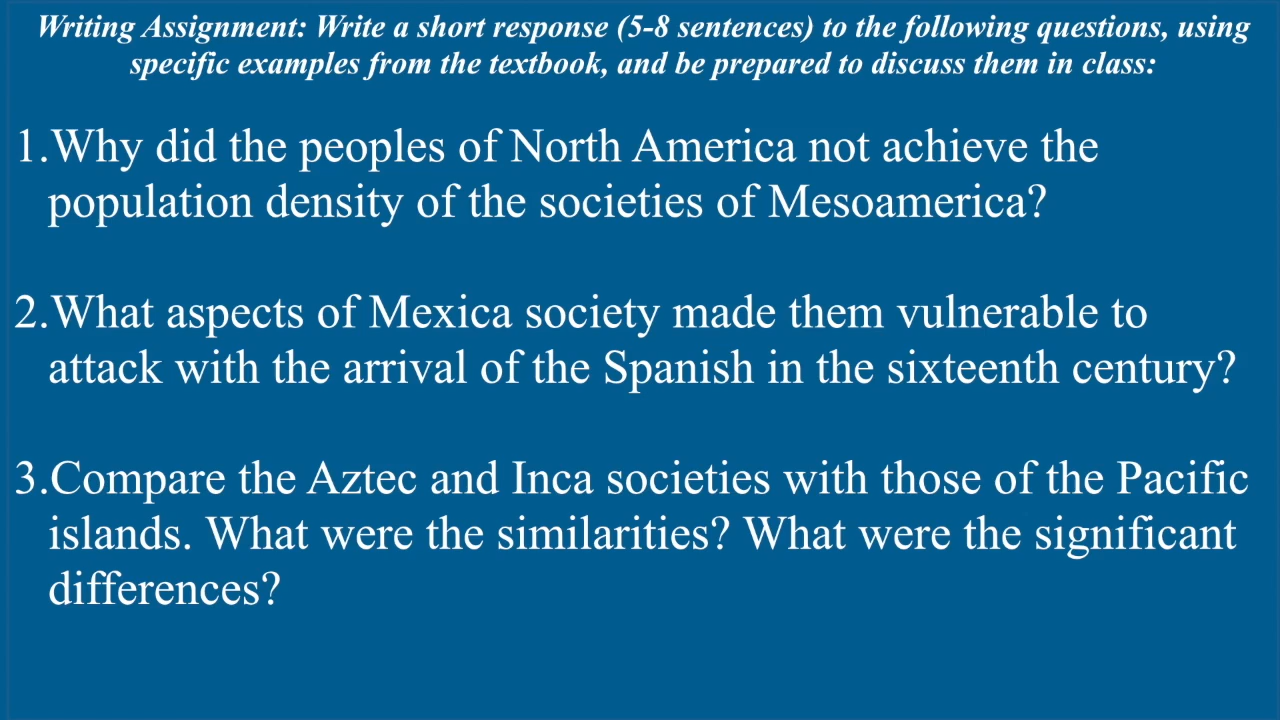 Writing Assignment: Write a short response (5-8 sentences) to the following questions, using
specific examples from the textbook, and be prepared to discuss them in class:
1.Why did the peoples of North America not achieve the
population density of the societies of Mesoamerica?
2.What aspects of Mexica society made them vulnerable to
attack with the arrival of the Spanish in the sixteenth century?
3.Compare the Aztec and Inca societies with those of the Pacific
islands. What were the similarities? What were the significant
differences?